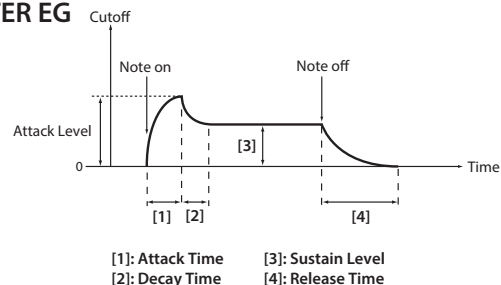 TER EG
Cutoff
Note on
Note off
Attack Level
[3]
0
Time
[1]
[2]
[4]
[1]: Attack Time
[3]: Sustain Level
[2]: Decay Time
[4]: Release Time